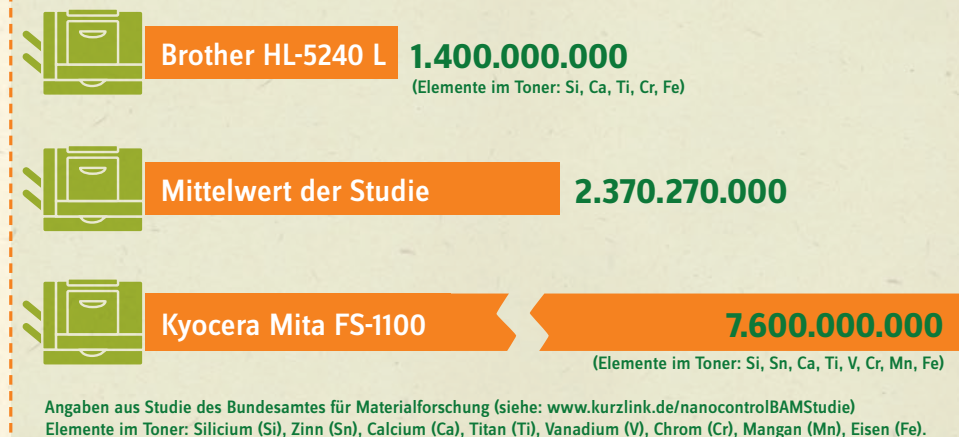 Brother HL-5240 L 1.400.000.000
(Elemente im Toner: Si, Ca, Ti, Cr, Fe)
Mittelwert der Studie 2.370.270.000
Kyocera Mita FS-1100 7.600.000.000
(Elemente im Toner: Si, Sn, Ca, Ti, V, Cr, Mn, Fe)
Angaben aus Studie des Bundesamtes für Materialforschung (siehe: www.kurzlink.de/nanocontrolBAMStudie)
Elemente im Toner: Silicium (Si), Zinn (Sn), Calcium (Ca), Titan (Ti), Vanadium (V), Chrom (Cr), Mangan (Mn), Eisen (Fe).